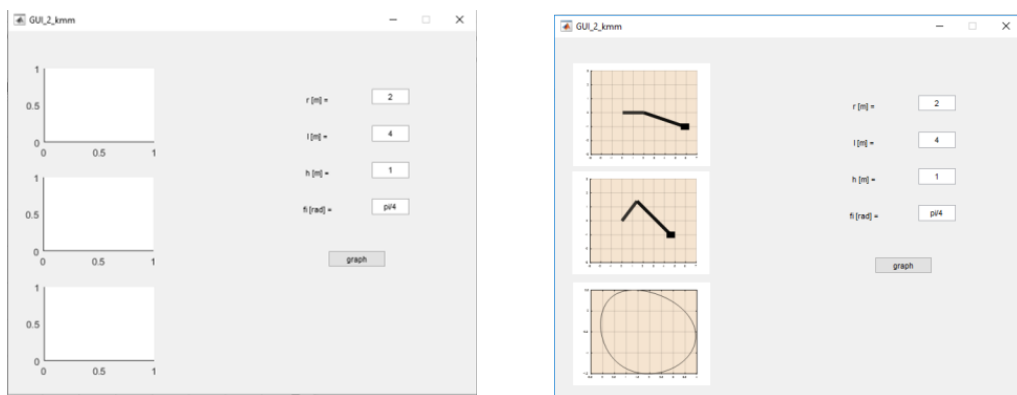 GUI_2_kmm
1
0.5
0
0 0.5 1
r [m] = 2
1
0.5
0
0 0.5 1
l [m] = 4
h [m] = 1
fi [rad] = pi/4
graph
1
0.5
0
0 0.5 1
GUI_2_kmm
r [m] = 2
l [m] = 4
h [m] = 1
fi [rad] = pi/4
graph